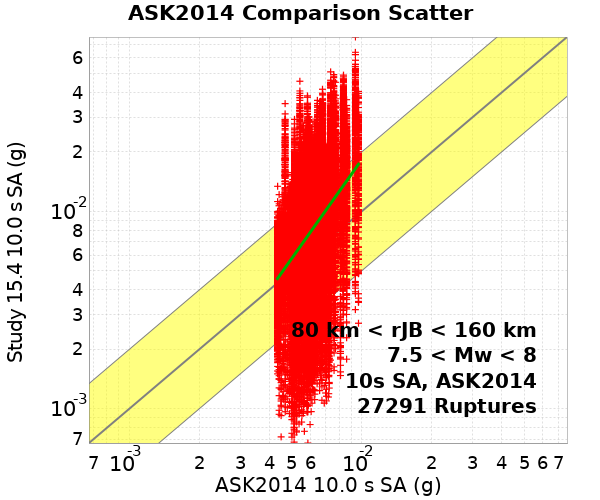 ASK2014 Comparison Scatter
Study 15.4 10.0 s SA (g)
6
4
3
2
10-2
8
6
4
3
2
10-3
7
80 km < rJB < 160 km
7.5 < Mw < 8
10s SA, ASK2014
27291 Ruptures
7 10-3 2 3 4 5 6 10-2 2 3 4 5 6 7
ASK2014 10.0 s SA (g)